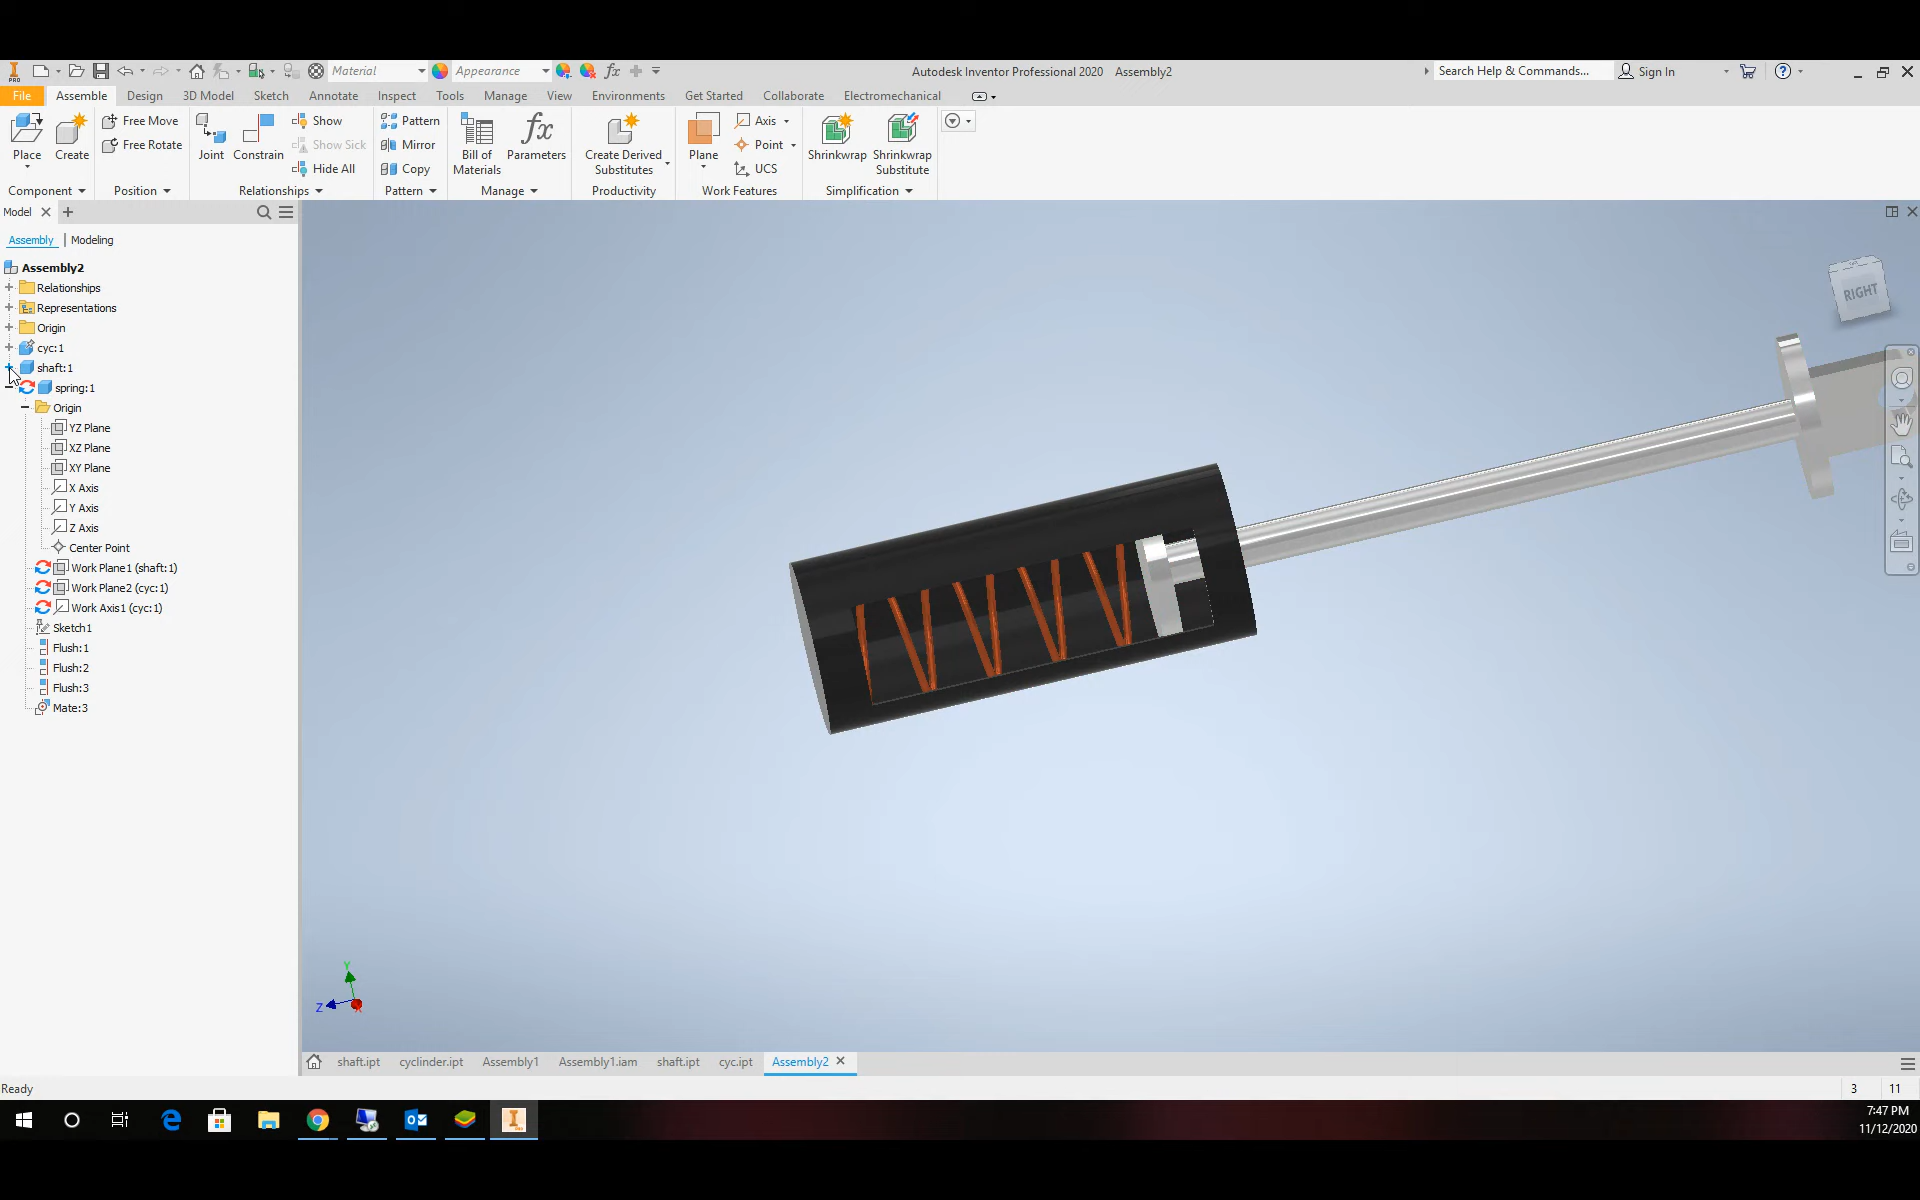 Material
Appearance
fx
Autodesk Inventor Professional 2020 Assembly2
Search Help & Commands...
Sign In
PRO
File
Assemble
Design
3D Model
Sketch
Annotate
Inspect
Tools
Manage
View
Environments
Get Started
Collaborate
Electromechanical
Place
Create
Free Move
Free Rotate
Joint
Constrain
Show
Show Sick
Hide All
Pattern
Mirror
Copy
Bill of
Materials
fx
Parameters
Create Derived
Substitutes
Plane
Axis
Point
UCS
Shrinkwrap
Shrinkwrap
Substitute
Component
Position
Relationships
Pattern
Manage
Productivity
Work Features
Simplification
Model
Assembly
Modeling
Assembly2
Relationships
Representations
Origin
cyc:1
shaft:1
spring:1
Origin
YZ Plane
XZ Plane
XY Plane
X Axis
Y Axis
Z Axis
Center Point
Work Plane1 (shaft:1)
Work Plane2 (cyc:1)
Work Axis1 (cyc:1)
Sketch1
Flush:1
Flush:2
Flush:3
Mate:3
RIGHT
Y
Z
X
shaft.ipt
cyclinder.ipt
Assembly1
Assembly1.iam
shaft.ipt
cyc.ipt
Assembly2
Ready
3
11
7:47 PM
11/12/2020